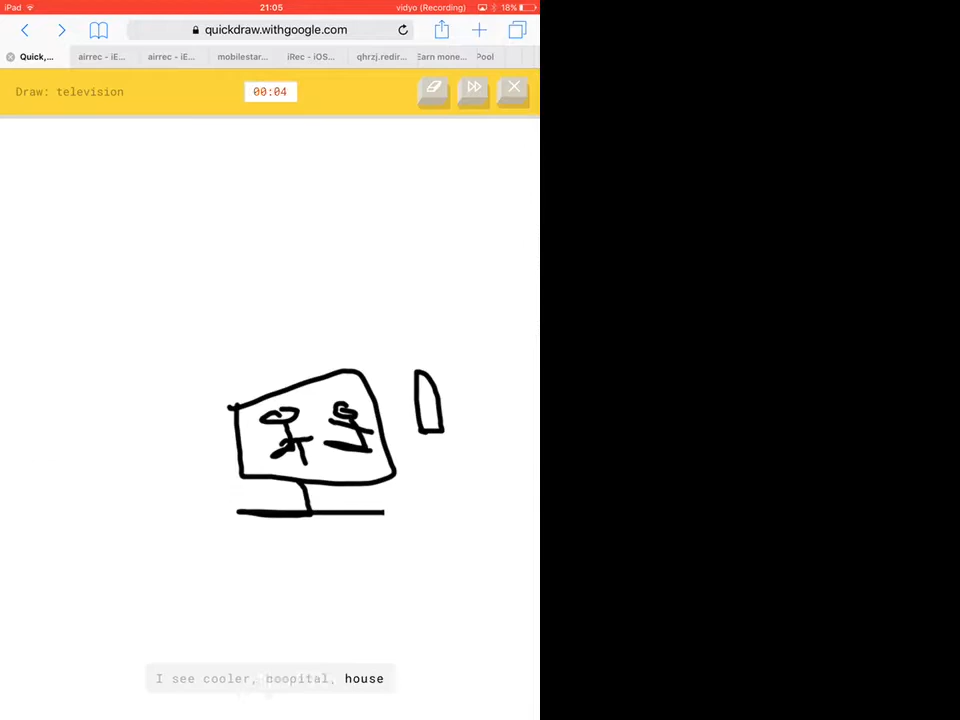 iPad 21:05 vidyo (Recording) 18%
quickdraw.withgoogle.com
Quick,... airrec - iE... airrec - iE... mobilestar... iRec - iOS... qhrzj.redir... Earn mone... Pool
Draw: television 00:04
I see cooler, hospital, house